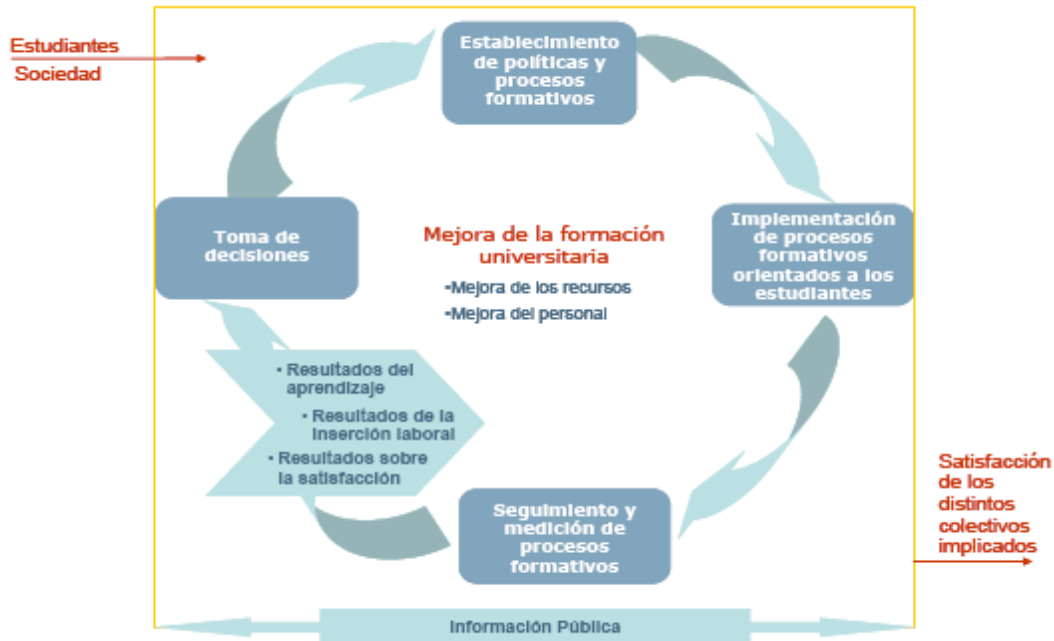 Estudiantes
Sociedad
Establecimiento
de políticas y
procesos
formativos
Toma de
decisiones
Mejora de la formación
universitaria
▪Mejora de los recursos
▪Mejora del personal
Implementación
de procesos
formativos
orientados a los
estudiantes
• Resultados del
aprendizaje
• Resultados de la
inserción laboral
• Resultados sobre
la satisfacción
Seguimiento y
medición de
procesos
formativos
Satisfacción
de los
distintos
colectivos
implicados
Información Pública